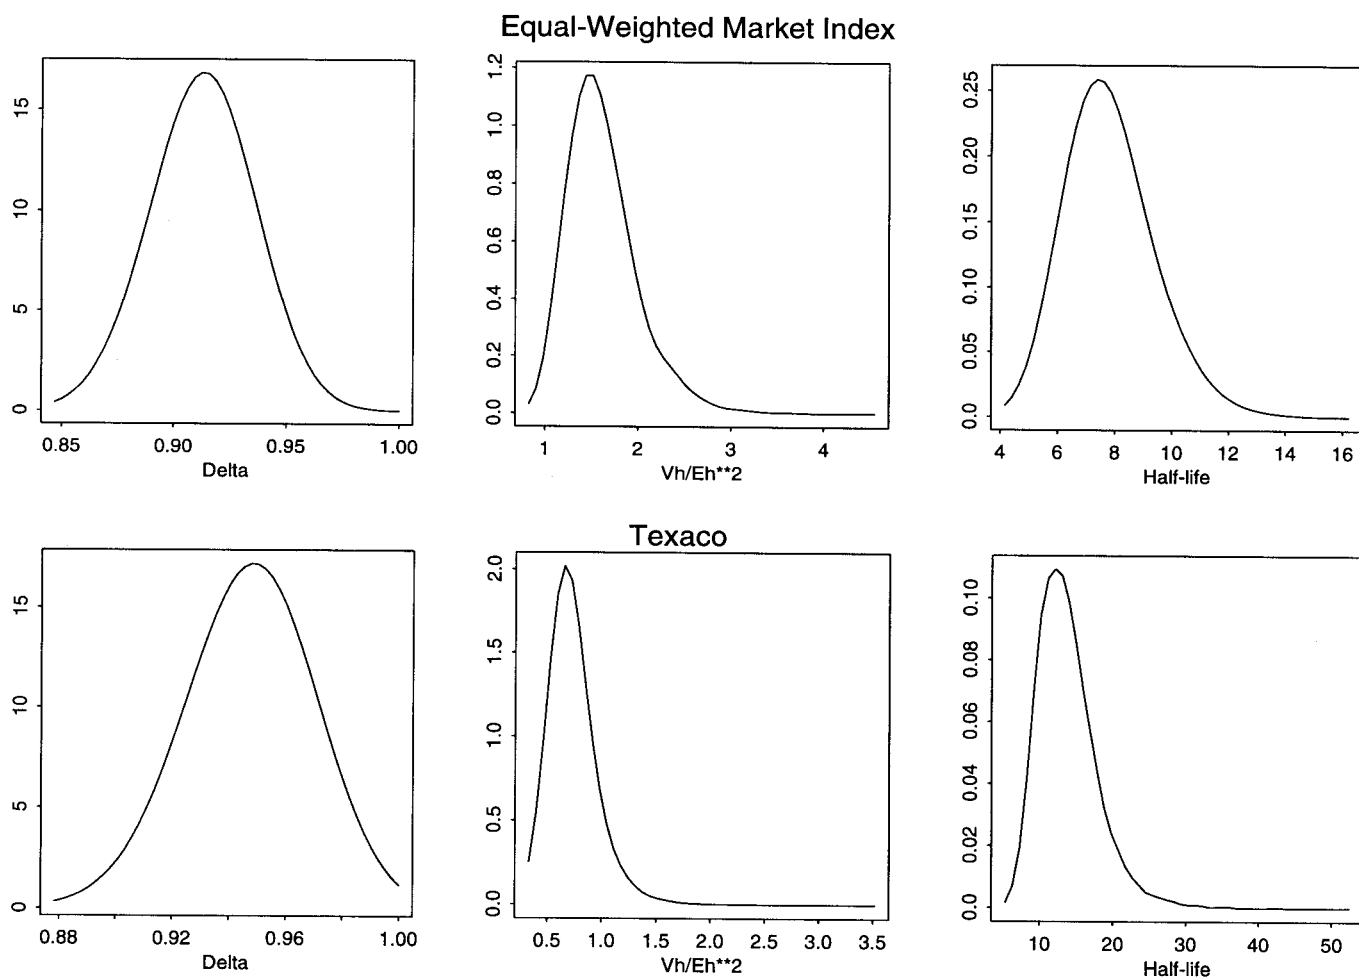 Equal-Weighted Market Index
15
10
5
0
0.85 0.90 0.95 1.00
Delta
1.2
1.0
0.8
0.6
0.4
0.2
0.0
1 2 3 4
Vh/Eh**2
0.25
0.20
0.15
0.10
0.05
0.0
4 6 8 10 12 14 16
Half-life
Texaco
15
10
5
0
0.88 0.92 0.96 1.00
Delta
2.0
1.5
1.0
0.5
0.0
0.5 1.0 1.5 2.0 2.5 3.0 3.5
Vh/Eh**2
0.10
0.08
0.06
0.04
0.02
0.0
10 20 30 40 50
Half-life